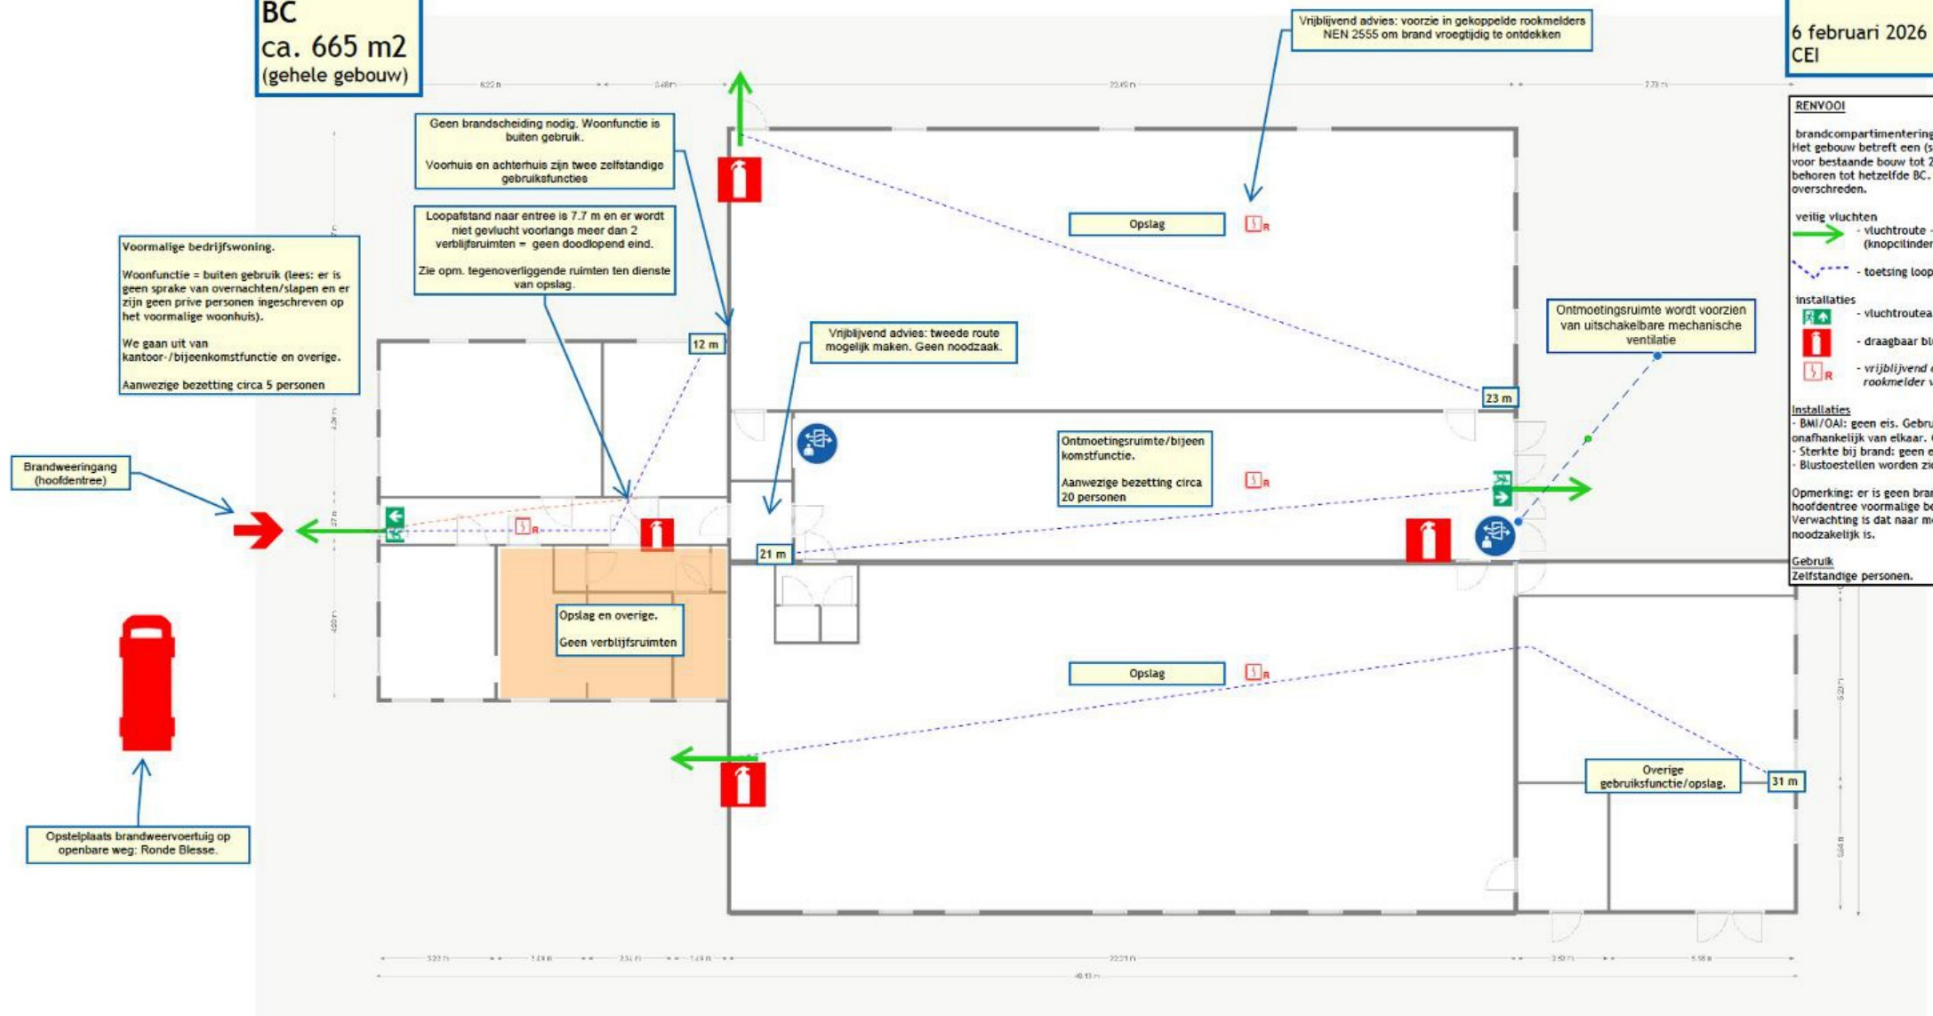 BC
ca. 665 m2
(gehele gebouw)
Vrijblijvend advies: voorzie in gekoppelde rookmelders
NEN 2555 om brand vroegtijdig te ontdekken
6 februari 2026
CEI
Geen brandscheiding nodig. Woonfunctie is
buiten gebruik.
Voorhuis en achterhuis zijn twee zelfstandige
gebruiksfuncties
Loopafstand naar entree is 7.7 m en er wordt
niet gevlucht voorlangs meer dan 2
verblijfsruimten = geen doodlopend eind.
Zie opm. tegenoverliggende ruimten ten dienste
van opslag.
Voormalige bedrijfswoning.
Woonfunctie = buiten gebruik (lees: er is
geen sprake van overnachten/slapen en er
zijn geen prive personen ingeschreven op
het voormalige woonhuis).
We gaan uit van
kantoor-/bijeenkomstfunctie en overige.
Aanwezige bezetting circa 5 personen
Brandweeringang
(hoofdentree)
Opstelplaats brandweervoertuig op
openbare weg: Ronde Blesse.
12 m
Vrijblijvend advies: tweede route
mogelijk maken. Geen noodzaak.
Opslag
R
23 m
Ontmoetingsruimte wordt voorzien
van uitschakelbare mechanische
ventilatie
Ontmoetingsruimte/bijeen
komstfunctie.
Aanwezige bezetting circa
20 personen
R
R
21 m
Opslag en overige.
Geen verblijfsruimten
Opslag
R
Overige
gebruiksfunctie/opslag.
31 m
RENVOOI
brandcompartimentering
Het gebouw betreft een (s
voor bestaande bouw tot 2
behoren tot hetzelfde BC.
overschreden.
veilig vluchten
- vluchtroute -
(knopcilinder
- toetsing loop
installaties
- vluchtroutea
- draagbaar bl
- vrijblijvend
R
rookmelder v
Installaties
- BMI/OAI: geen eis. Gebru
onafhankelijk van elkaar.
- Sterkte bij brand: geen e
- Blustoestellen worden zi
Opmerking: er is geen bran
hoofdentree voormalige be
Verwachting is dat naar m
noodzakelijk is.
Gebruik
Zelfstandige personen.